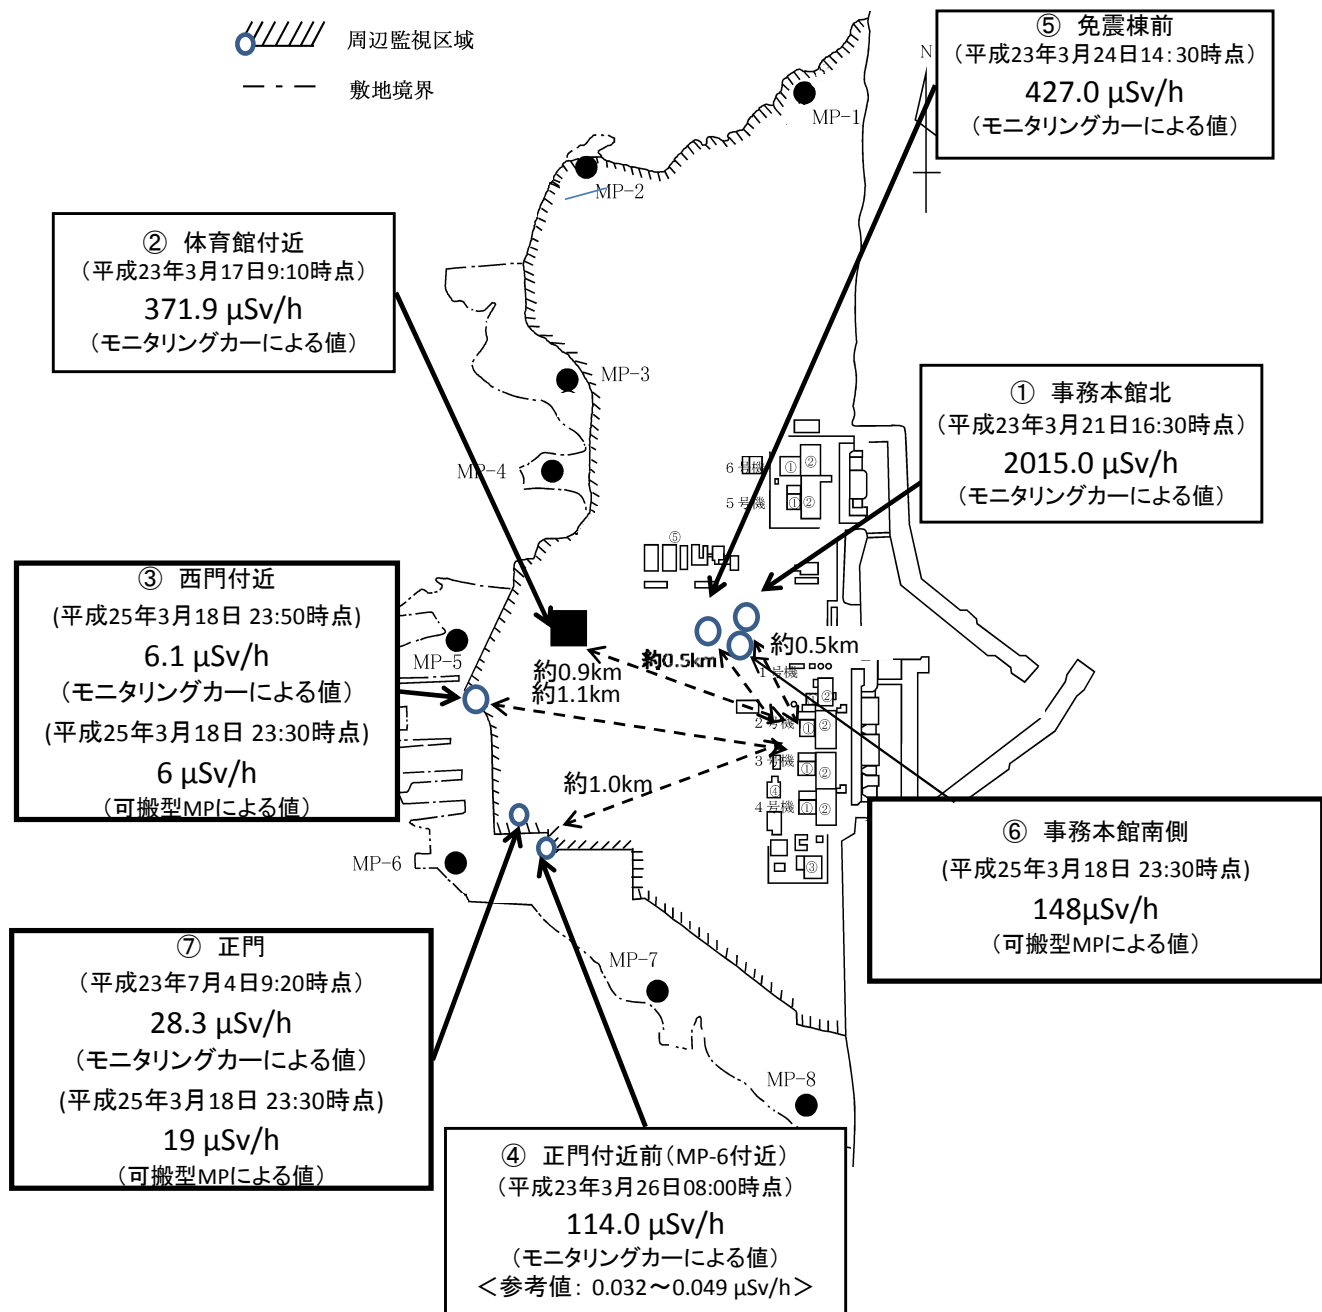 周辺監視区域
敷地境界
⑤ 免震棟前
(平成23年3月24日14:30時点)
427.0 μSv/h
(モニタリングカーによる値)
N
MP-1
MP-2
② 体育館付近
(平成23年3月17日9:10時点)
371.9 μSv/h
(モニタリングカーによる値)
MP-3
① 事務本館北
(平成23年3月21日16:30時点)
2015.0 μSv/h
(モニタリングカーによる値)
MP-4
6号機
① ②
5号機
① ②
⑤
③ 西門付近
(平成25年3月18日 23:50時点)
6.1 μSv/h
(モニタリングカーによる値)
(平成25年3月18日 23:30時点)
6 μSv/h
(可搬型MPによる値)
MP-5
約0.5km
約0.5km
約0.9km
約1.1km
1号機
②
2号機
① ②
3号機
① ②
約1.0km
④
4号機
① ②
③
⑥ 事務本館南側
(平成25年3月18日 23:30時点)
148μSv/h
(可搬型MPによる値)
MP-6
⑦ 正門
(平成23年7月4日9:20時点)
28.3 μSv/h
(モニタリングカーによる値)
(平成25年3月18日 23:30時点)
19 μSv/h
(可搬型MPによる値)
MP-7
MP-8
④ 正門付近前(MP-6付近)
(平成23年3月26日08:00時点)
114.0 μSv/h
(モニタリングカーによる値)
<参考値: 0.032～0.049 μSv/h>